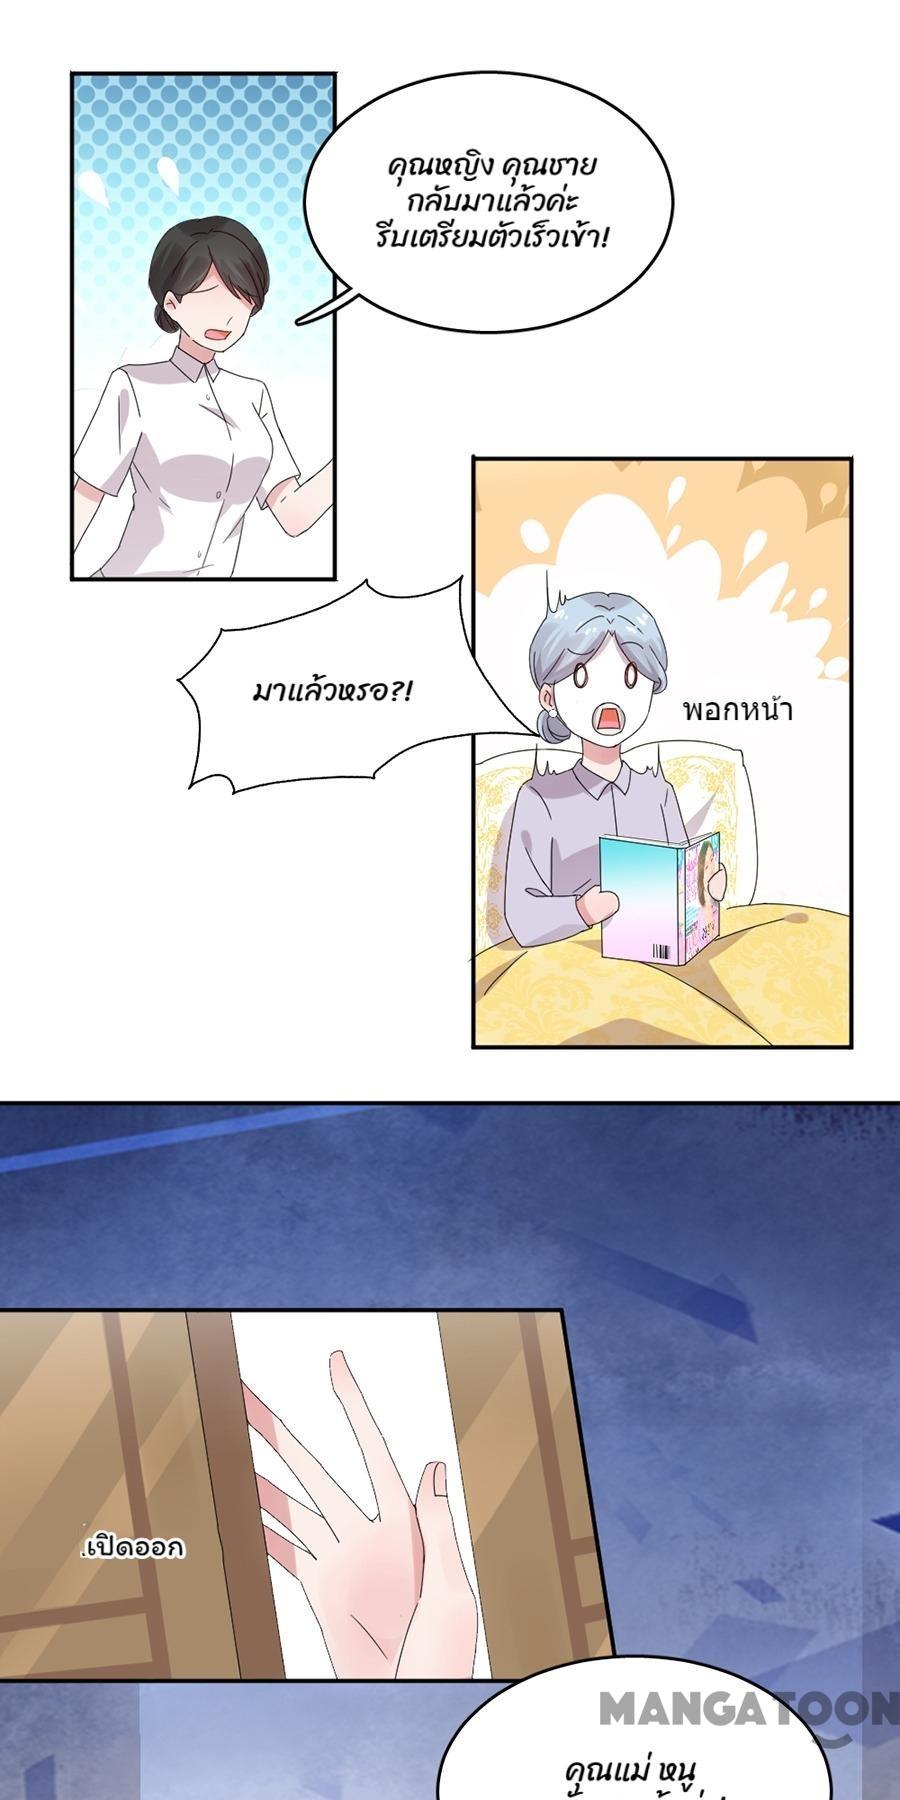 คุณหญิง คุณชาย
กลับมาแล้วค่ะ
รีบเตรียมตัวเร็วเข้า!
มาแล้วหรอ?!
พอกหน้า
เปิดออก
MANGATOON
คุณแม่ หนู